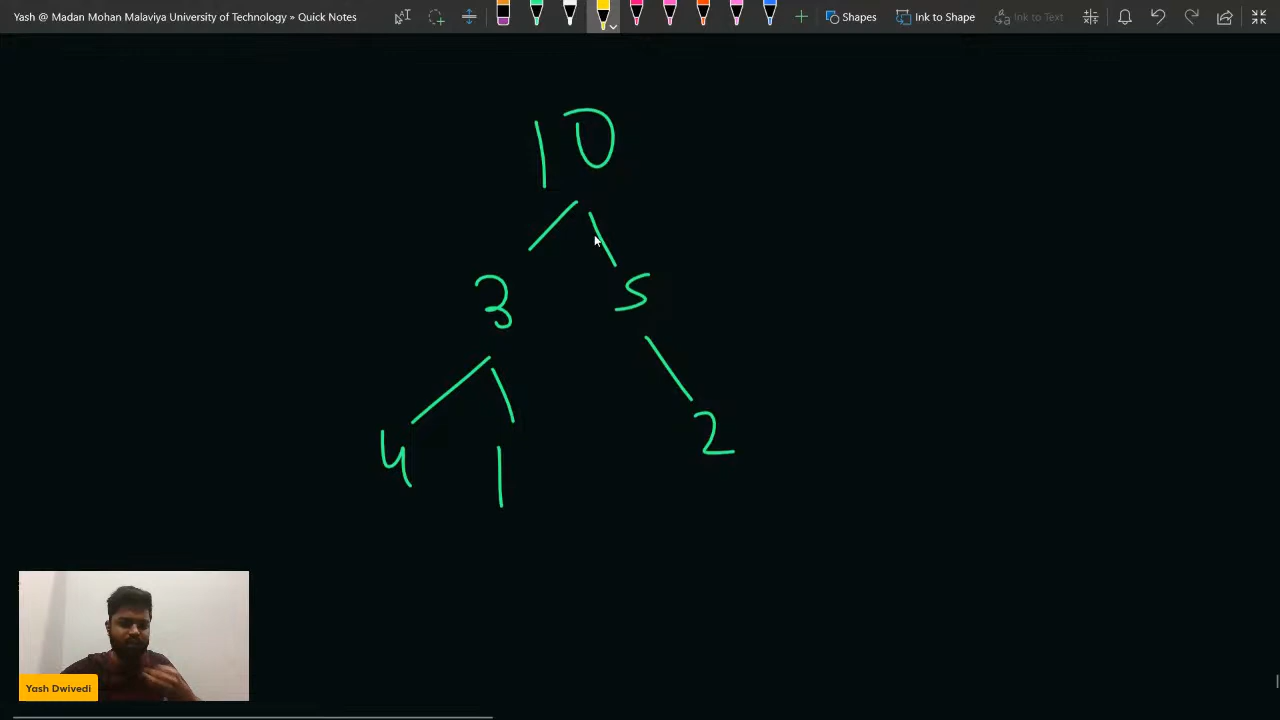 Yash @ Madan Mohan Malaviya University of Technology » Quick Notes
Shapes
Ink to Shape
Ink to Text
10
3 5
4 1 2
Yash Dwivedi